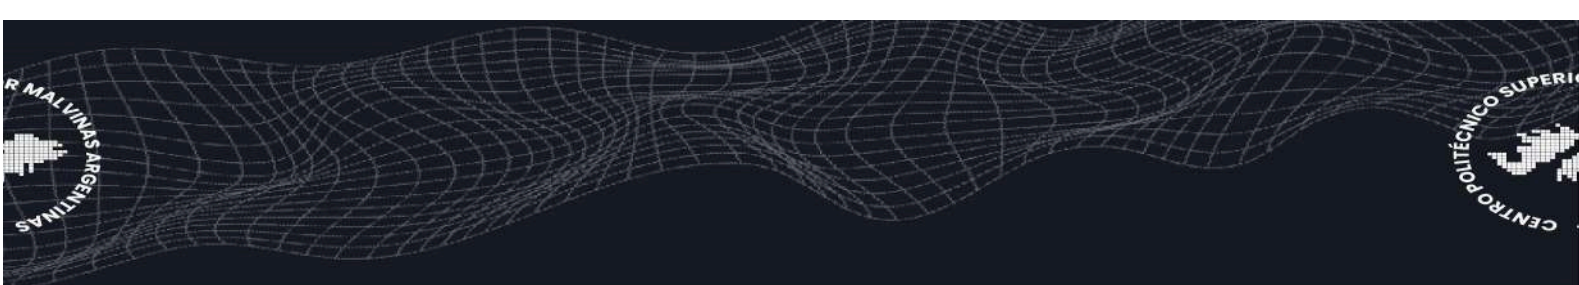 R MALVINAS ARGENTINAS
CENTRO POLITÉCNICO SUPERIO